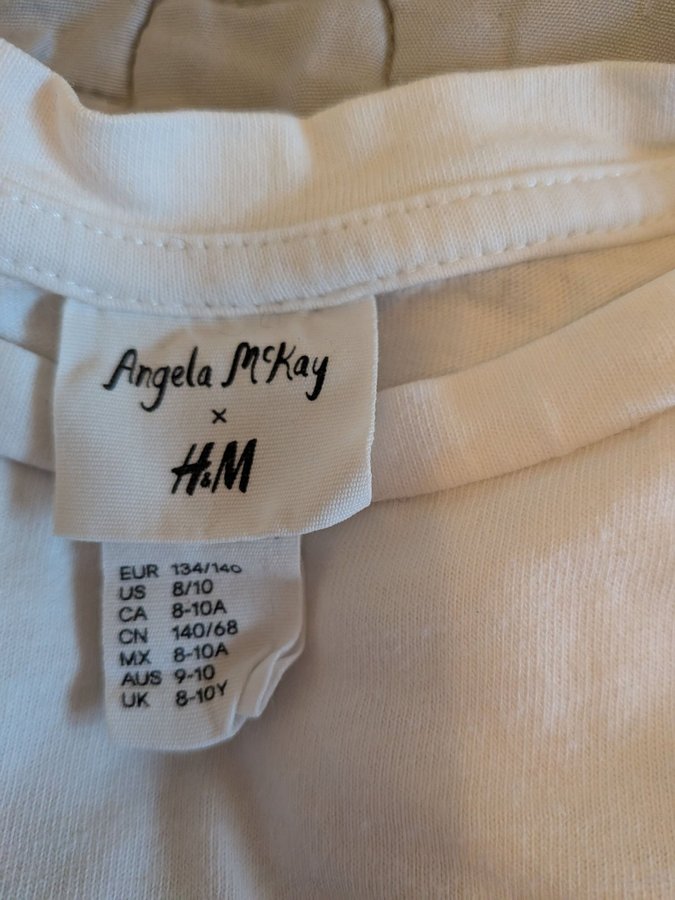 Angela McKay
x
H&M
EUR 134/140
US 8/10
CA 8-10A
CN 140/68
MX 8-10A
AUS 9-10
UK 8-10Y